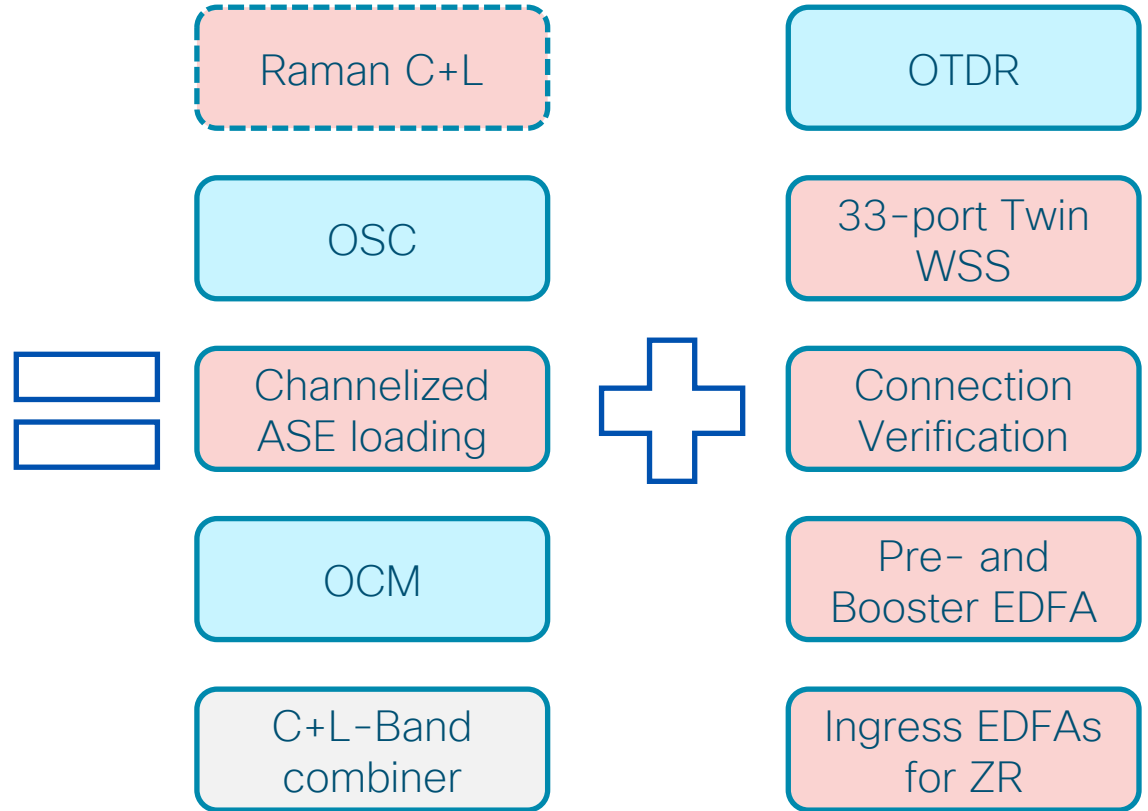 Raman C+L
OSC
Channelized
ASE loading
OCM
C+L-Band
combiner
OTDR
33-port Twin
WSS
Connection
Verification
Pre- and
Booster EDFA
Ingress EDFAs
for ZR